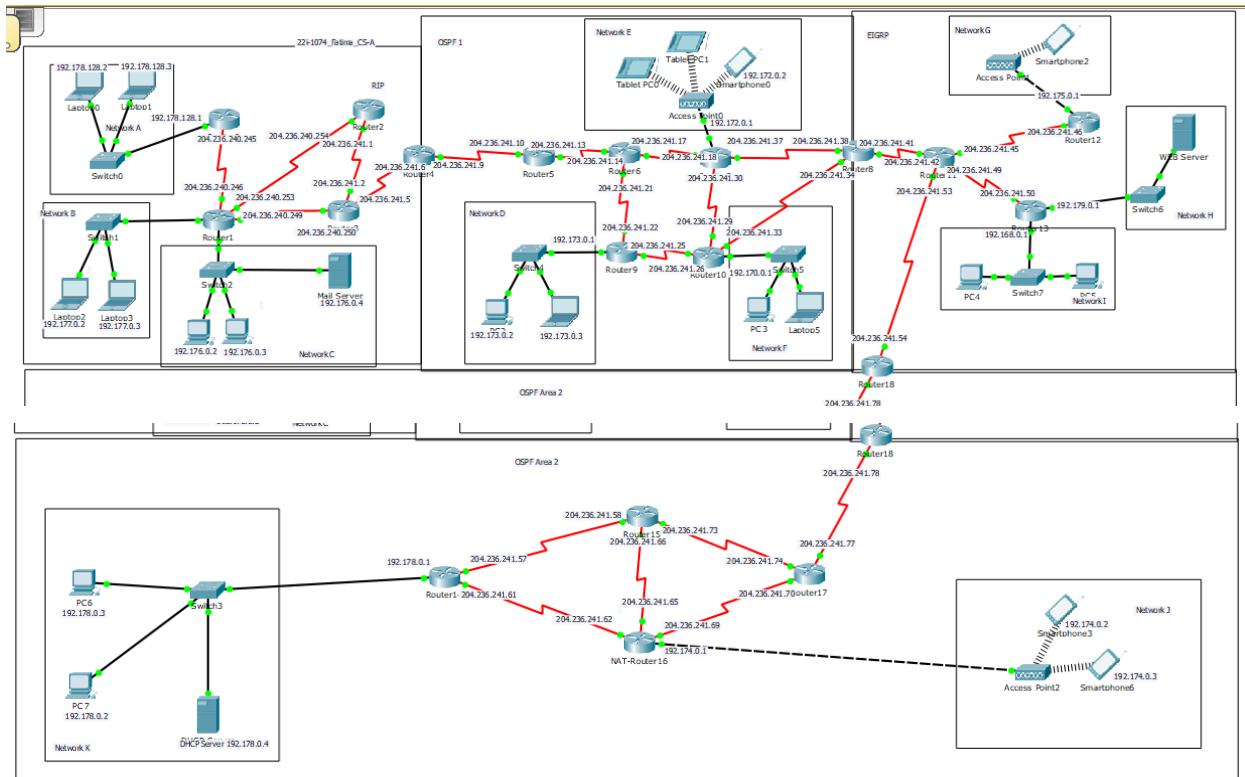 22i-1074_Fatima_CS-A
OSPF 1
EIGRP
Network E
Network G
192.178.128.2
192.178.128.3
Laptop0
Laptop1
Network A
192.178.128.1
Switch0
204.236.240.245
RIP
Router2
204.236.240.254
204.236.241.1
204.236.241.2
204.236.240.246
204.236.240.253
204.236.240.249
204.236.240.250
204.236.241.5
204.236.241.6
Router4
204.236.241.9
Router1
Network B
Switch1
Laptop2
192.177.0.2
Laptop3
192.177.0.3
Switch2
Mail Server
192.176.0.4
192.176.0.2
192.176.0.3
Network C
Tablet PC1
Tablet PC0
192.172.0.2
Smartphone0
Access Point0
192.172.0.1
204.236.241.10
204.236.241.13
Router5
204.236.241.14
204.236.241.17
Router6
204.236.241.18
204.236.241.37
204.236.241.30
204.236.241.38
204.236.241.34
Router8
204.236.241.21
204.236.241.22
204.236.241.29
204.236.241.33
204.236.241.25
204.236.241.26
Network D
192.173.0.1
Switch4
Router9
Router10
192.170.0.1
Switch5
192.173.0.2
192.173.0.3
PC3
Laptop5
Network F
Smartphone2
192.175.0.1
204.236.241.46
Router12
204.236.241.45
204.236.241.41
204.236.241.42
204.236.241.49
204.236.241.53
204.236.241.50
Router13
192.179.0.1
WEB Server
Switch6
Network H
192.168.0.1
PC4
Switch7
PC5
Network I
204.236.241.54
Router18
204.236.241.78
OSPF Area 2
Router18
OSPF Area 2
204.236.241.78
204.236.241.58
Router15
204.236.241.73
204.236.241.66
204.236.241.77
204.236.241.74
192.178.0.1
204.236.241.57
204.236.241.61
204.236.241.70
204.236.241.65
204.236.241.62
204.236.241.69
NAT-Router16
192.174.0.1
PC6
192.178.0.3
Switch3
PC7
192.178.0.2
DHCP Server 192.178.0.4
Network K
Network J
192.174.0.2
Smartphone3
Access Point2
192.174.0.3
Smartphone6